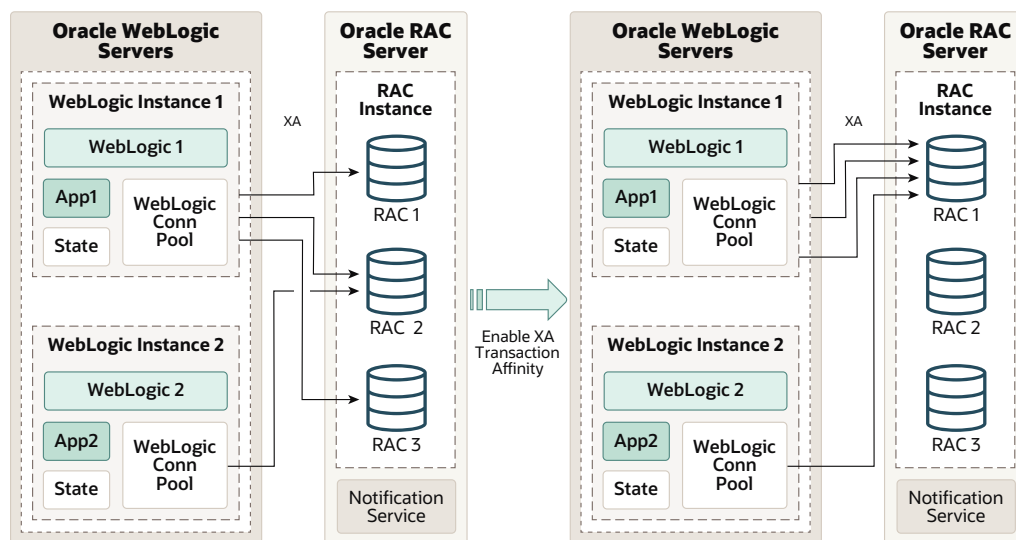 Oracle WebLogic
Servers
WebLogic Instance 1
WebLogic 1
App1
State
WebLogic
Conn
Pool
WebLogic Instance 2
WebLogic 2
App2
State
WebLogic
Conn
Pool
XA
Oracle RAC
Server
RAC
Instance
RAC 1
RAC 2
RAC 3
Notification
Service
Enable XA
Transaction
Affinity
Oracle WebLogic
Servers
WebLogic Instance 1
WebLogic 1
App1
State
WebLogic
Conn
Pool
WebLogic Instance 2
WebLogic 2
App2
State
WebLogic
Conn
Pool
XA
Oracle RAC
Server
RAC
Instance
RAC 1
RAC 2
RAC 3
Notification
Service